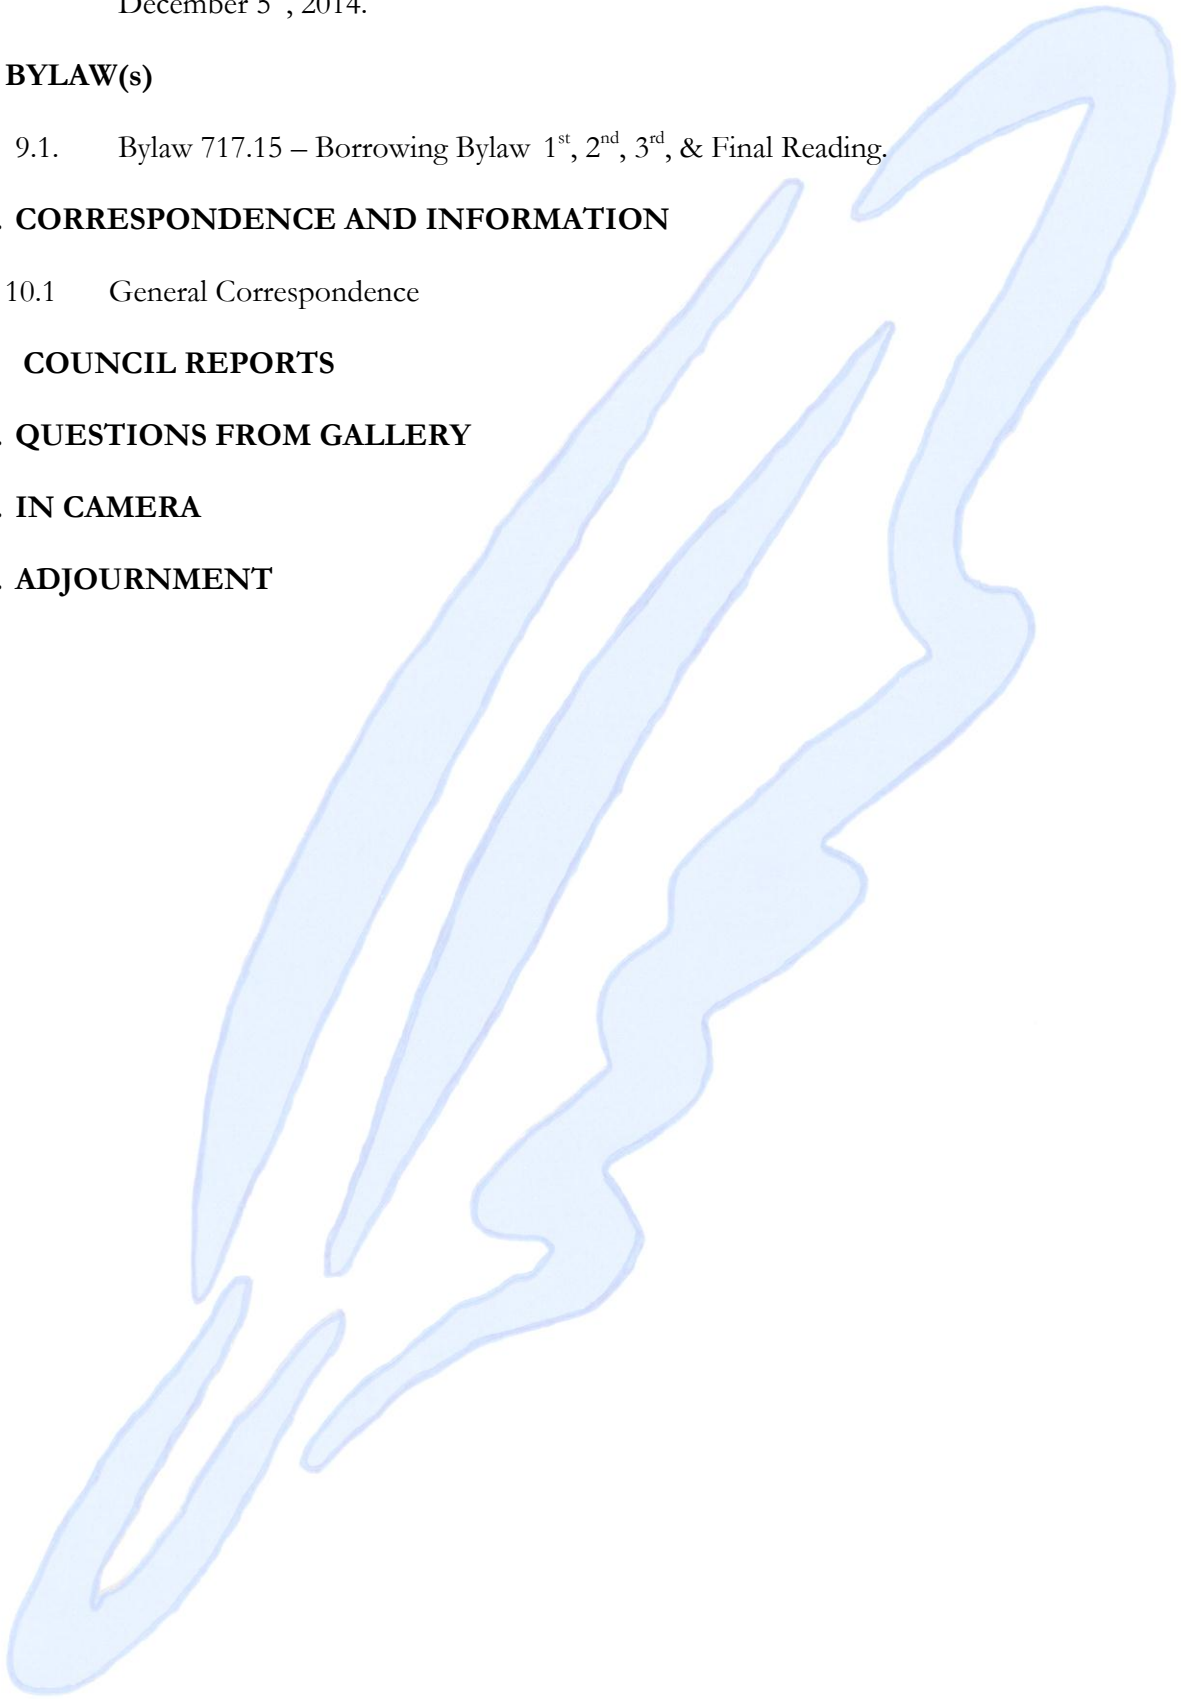 December 5 , 2014.
BYLAW(s)
9.1. Bylaw 717.15 – Borrowing Bylaw 1st, 2nd, 3rd, & Final Reading.
. CORRESPONDENCE AND INFORMATION
10.1 General Correspondence
COUNCIL REPORTS
. QUESTIONS FROM GALLERY
. IN CAMERA
. ADJOURNMENT